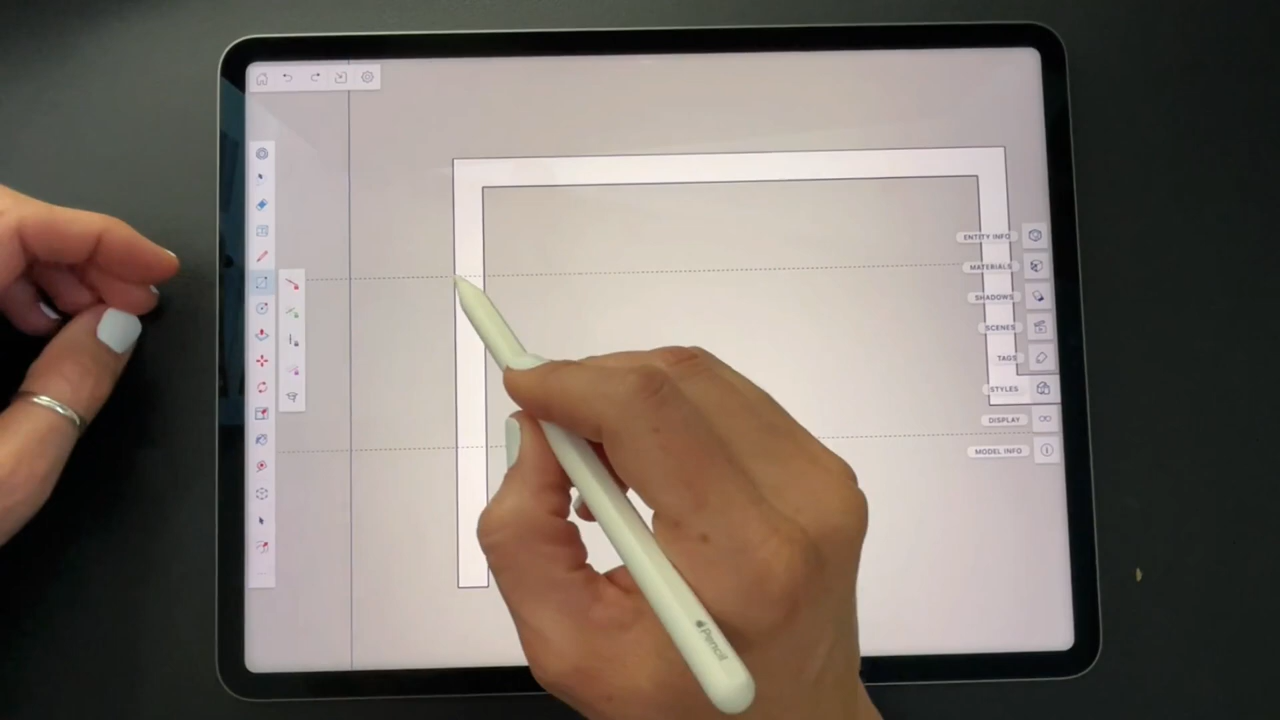 ENTITY INFO
MATERIALS
SHADOWS
SCENES
TAGS
STYLES
DISPLAY
MODEL INFO
Pencil